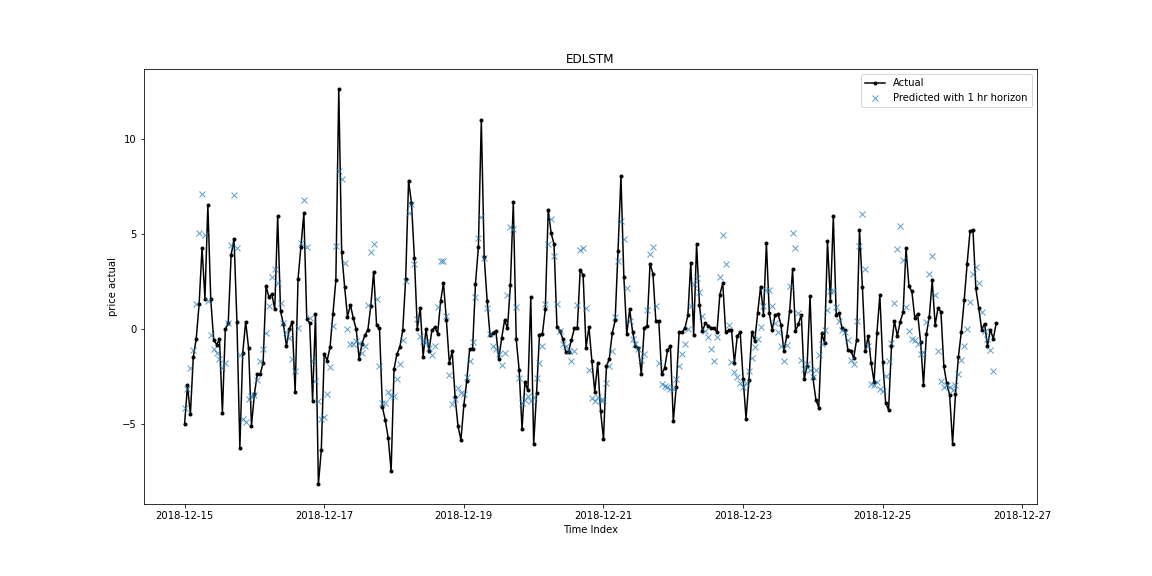 EDLSTM
Actual
Predicted with 1 hr horizon
price actual
10
5
0
−5
2018-12-15
2018-12-17
2018-12-19
2018-12-21
2018-12-23
2018-12-25
2018-12-27
Time Index